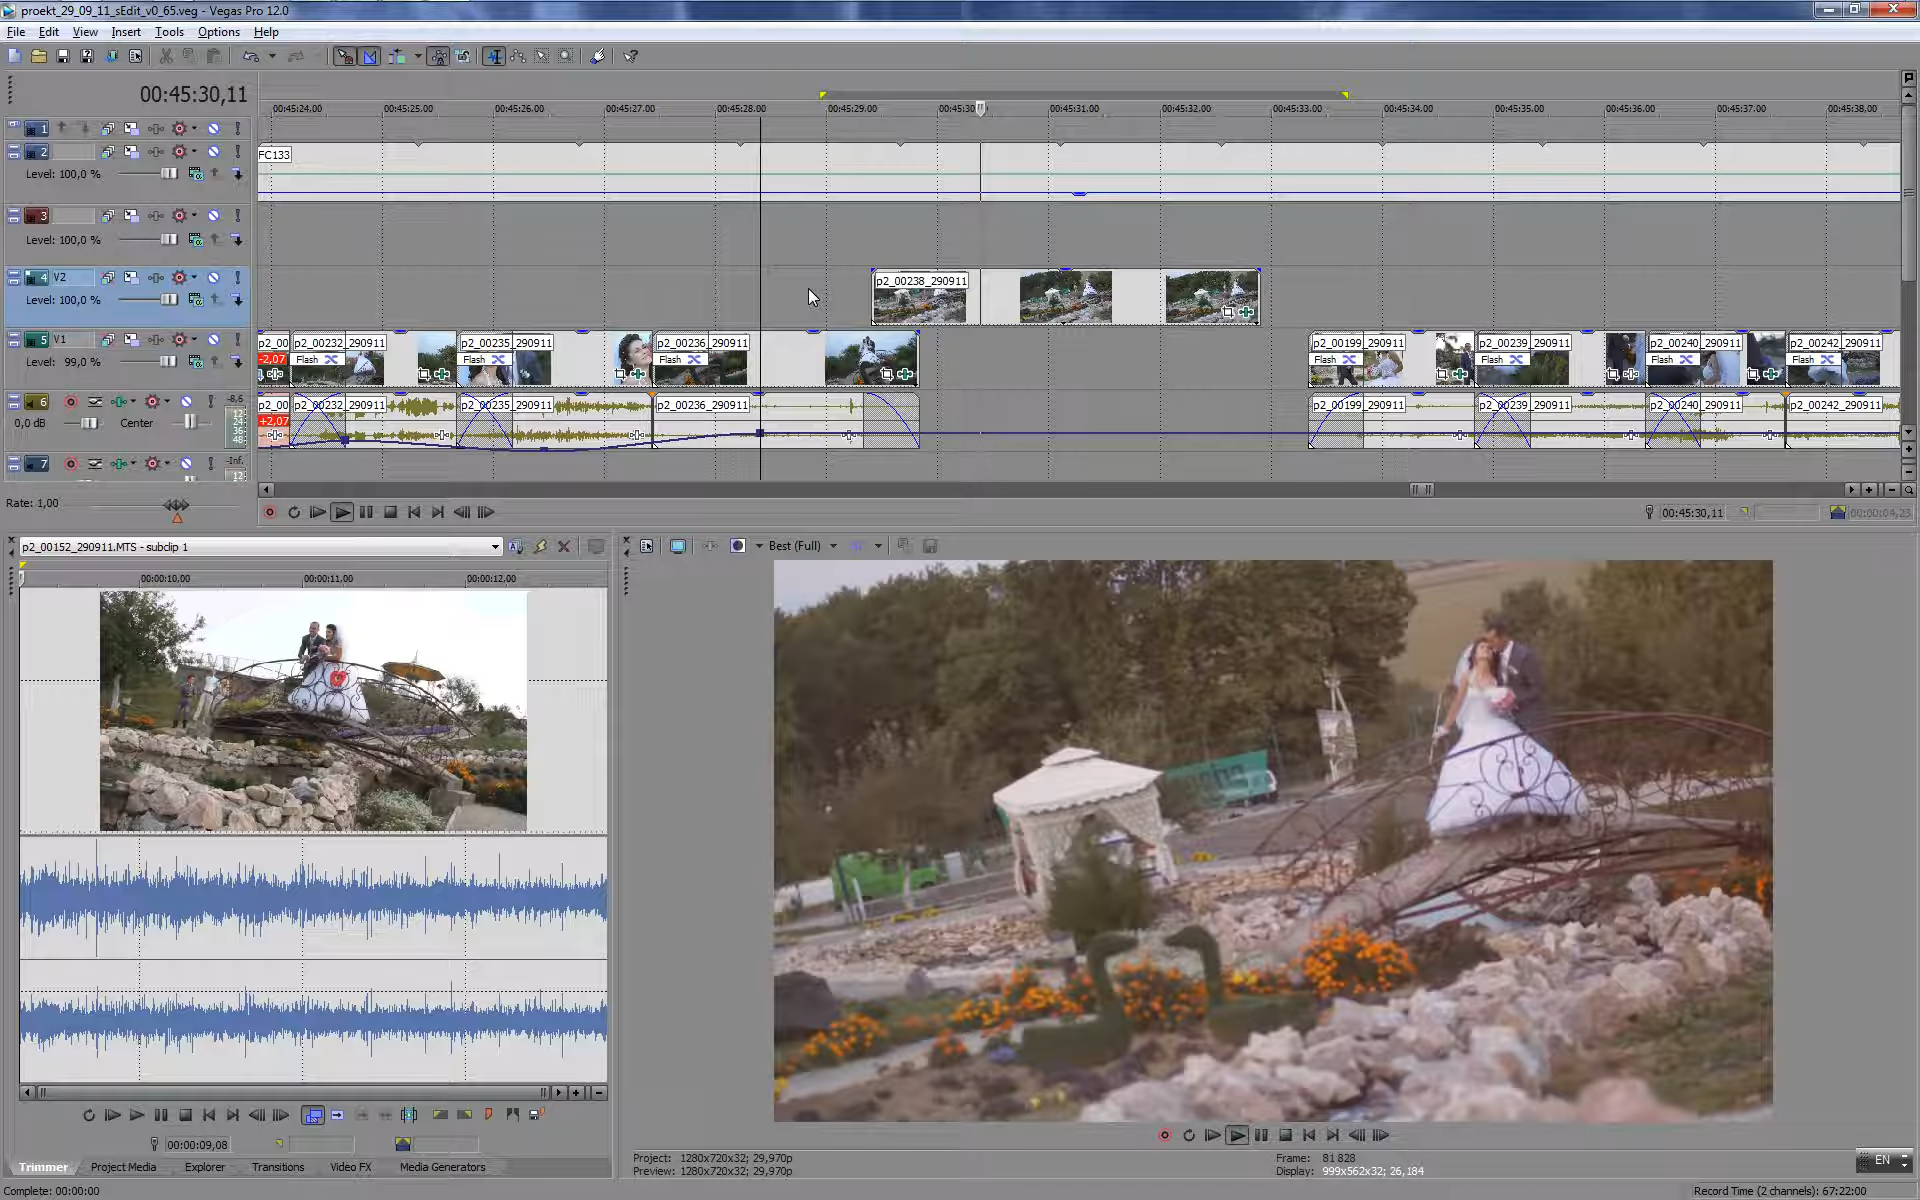 proekt_29_09_11_sEdit_v0_65.veg - Vegas Pro 12.0
File Edit View Insert Tools Options Help
00:45:30,11
00:45:24.00 00:45:25.00 00:45:26.00 00:45:27.00 00:45:28.00 00:45:29.00 00:45:30 00:45:31.00 00:45:32.00 00:45:33.00 00:45:34.00 00:45:35.00 00:45:36.00 00:45:37.00 00:45:38.00
1
2
FC133
Level: 100,0 %
3
Level: 100,0 %
4 V2
p2_00238_290911
Level: 100,0 %
5 V1
p2_00 p2_00232_290911 p2_00235_290911 p2_00236_290911 p2_00199_290911 p2_00239_290911 p2_00240_290911 p2_00242_290911
Level: 99,0 %
-2,07 Flash Flash Flash Flash Flash Flash Flash
6 -8,6
p2_00 p2_00232_290911 p2_00235_290911 p2_00236_290911 p2_00199_290911 p2_00239_290911 p2_00240_290911 p2_00242_290911
0,0 dB Center 12 24 36 48
+2,07
7 -Inf.
12
Rate: 1,00
00:45:30,11 00:00:04,23
p2_00152_290911.MTS - subclip 1
Best (Full)
00:00:10,00 00:00:11,00 00:00:12,00
00:00:09,08
Trimmer Project Media Explorer Transitions Video FX Media Generators
Project: 1280x720x32; 29,970p
Preview: 1280x720x32; 29,970p
Frame: 81 828
Display: 999x562x32; 26,184
EN
Complete: 00:00:00
Record Time (2 channels): 67:22:00